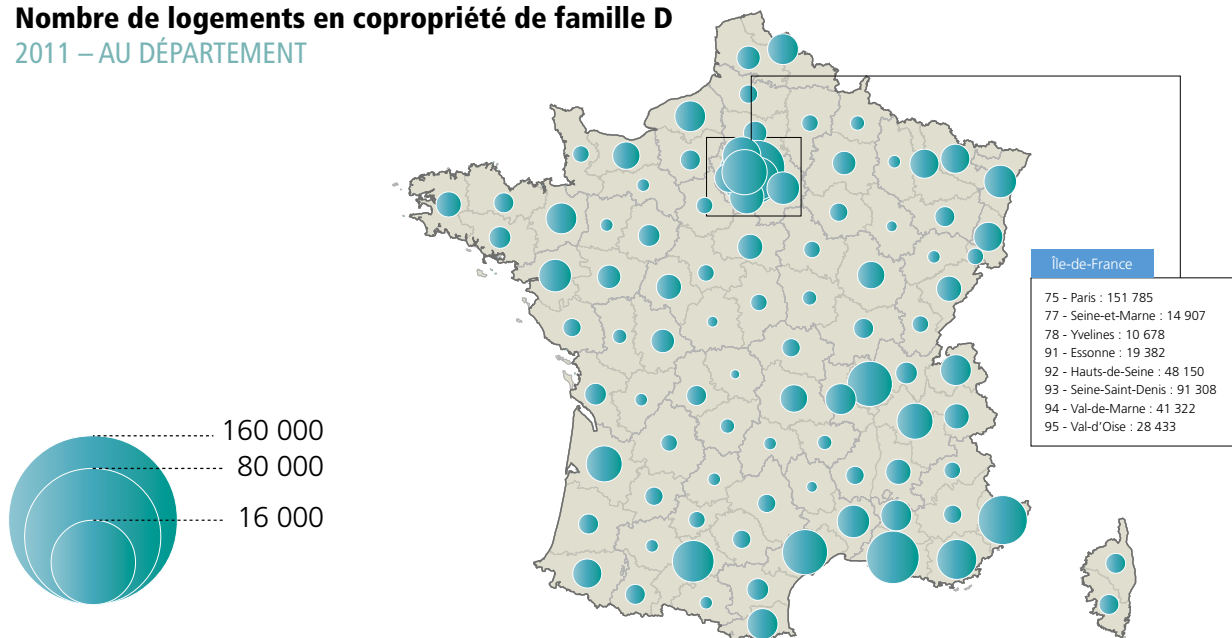 Nombre de logements en copropriété de famille D
2011 – AU DÉPARTEMENT
160 000
80 000
16 000
Île-de-France
75 - Paris : 151 785
77 - Seine-et-Marne : 14 907
78 - Yvelines : 10 678
91 - Essonne : 19 382
92 - Hauts-de-Seine : 48 150
93 - Seine-Saint-Denis : 91 308
94 - Val-de-Marne : 41 322
95 - Val-d'Oise : 28 433